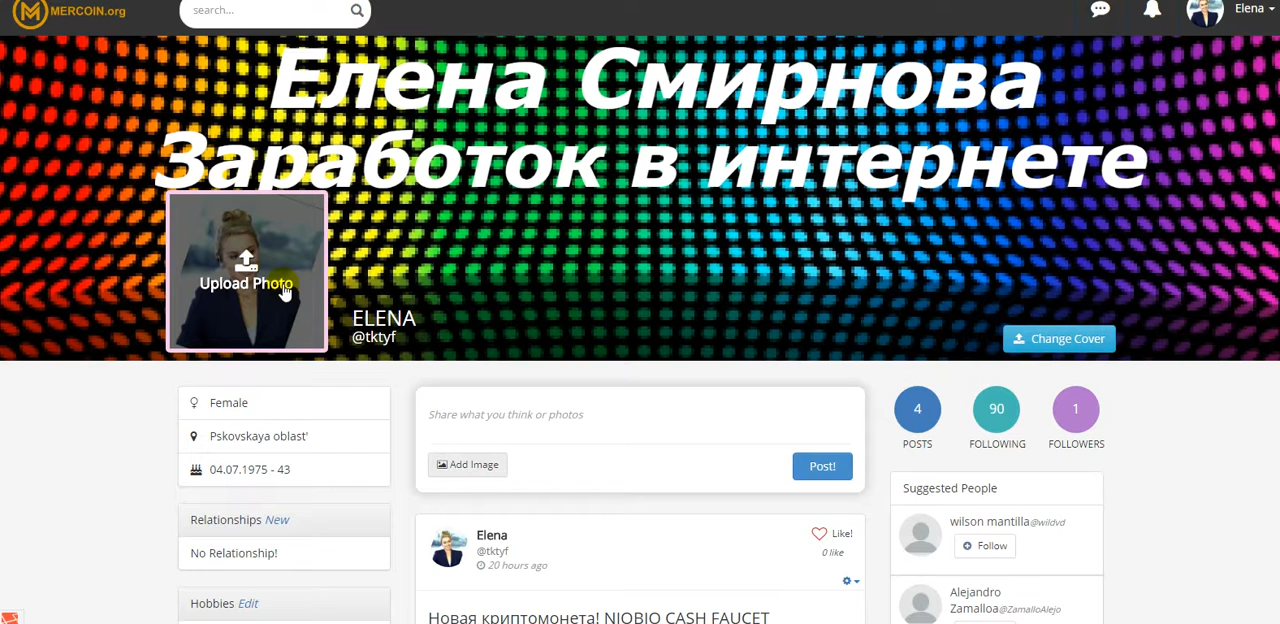 MERCOIN.org
search...
Elena
Елена Смирнова
Заработок в интернете
Upload Photo
ELENA
@tktyf
Change Cover
Female
Pskovskaya oblast'
04.07.1975 - 43
Relationships New
No Relationship!
Hobbies Edit
Share what you think or photos
Add Image
Post!
Elena
@tktyf
20 hours ago
Like!
0 like
Новая криптомонета! NIOBIO CASH FAUCET
4
POSTS
90
FOLLOWING
1
FOLLOWERS
Suggested People
wilson mantilla@wildvd
Follow
Alejandro
Zamalloa@ZamalloAlejo